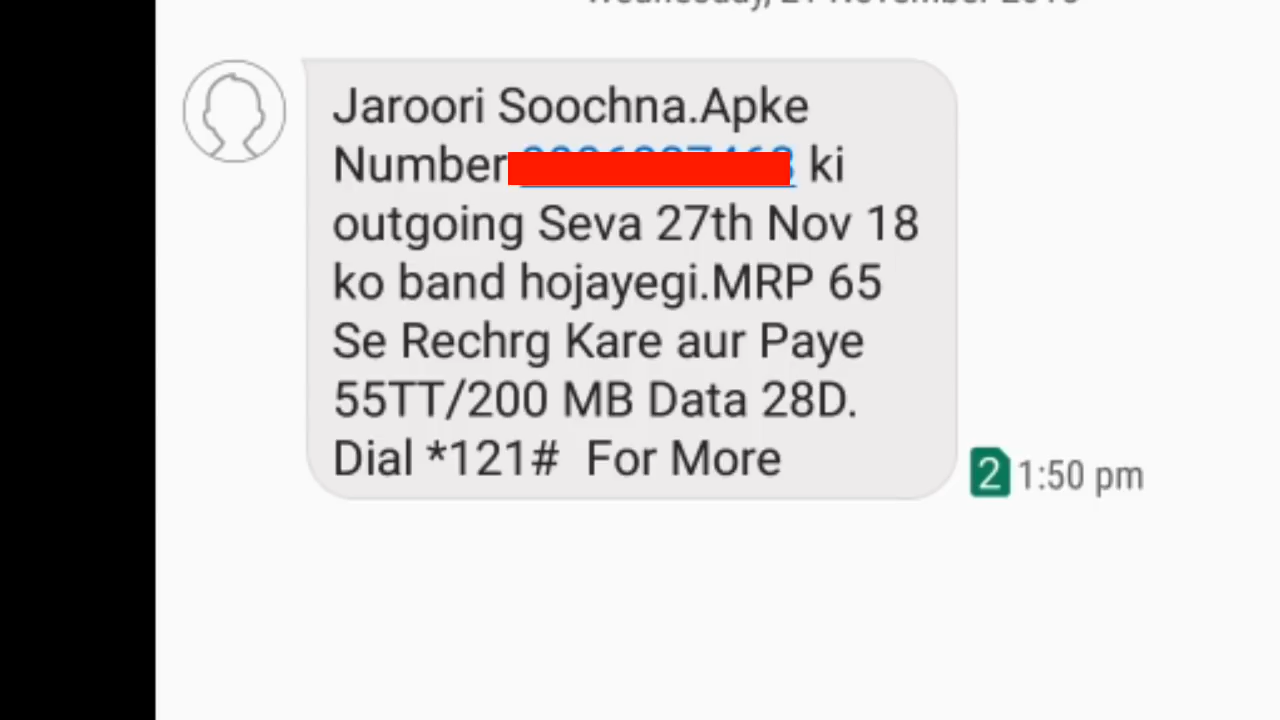 Jaroori Soochna.Apke
Number ki
outgoing Seva 27th Nov 18
ko band hojayegi.MRP 65
Se Rechrg Kare aur Paye
55TT/200 MB Data 28D.
Dial *121# For More
2 1:50 pm